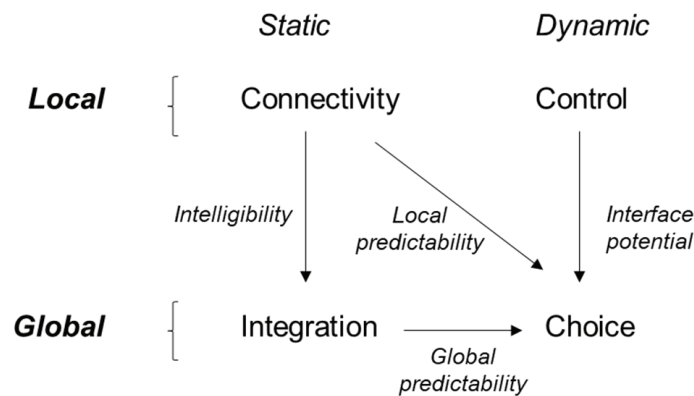 Static Dynamic
Local Connectivity Control
Intelligibility Local predictability Interface potential
Global Integration Choice
Global predictability